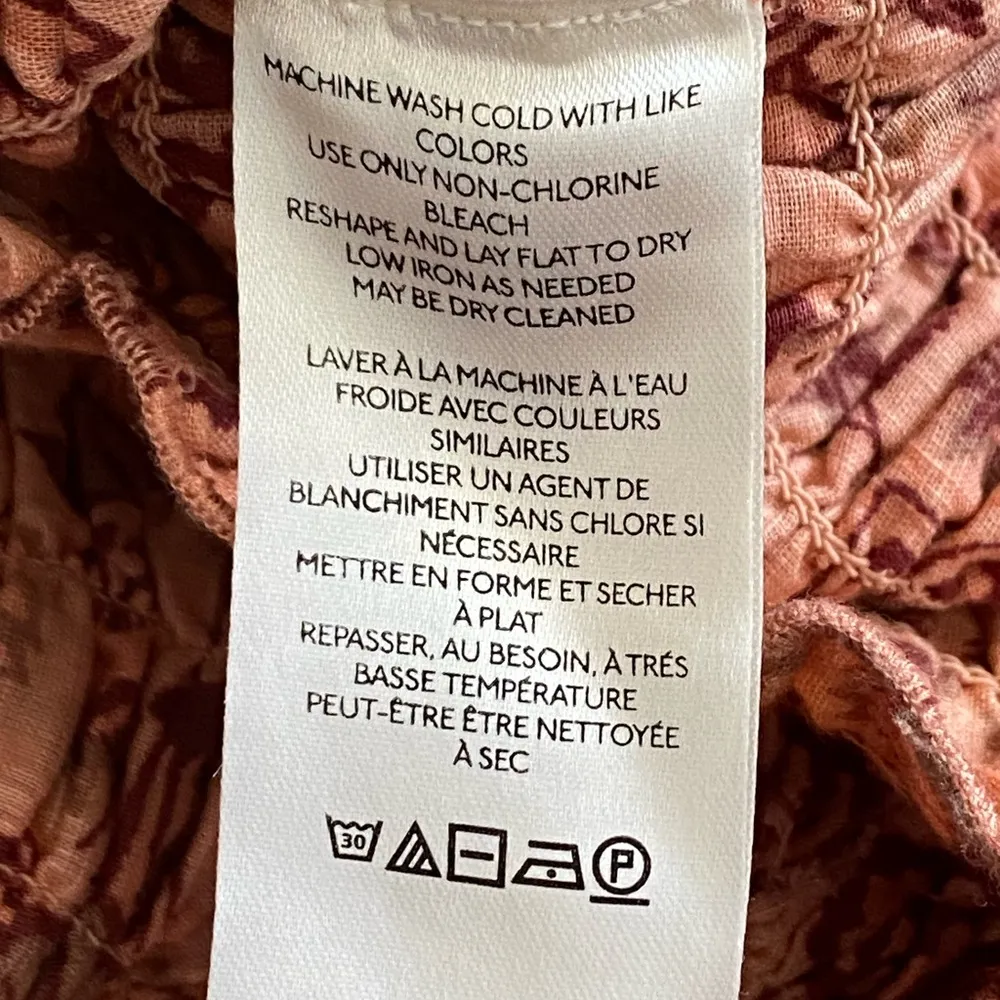 MACHINE WASH COLD WITH LIKE
COLORS
USE ONLY NON-CHLORINE
BLEACH
RESHAPE AND LAY FLAT TO DRY
LOW IRON AS NEEDED
MAY BE DRY CLEANED
LAVER À LA MACHINE À L'EAU
FROIDE AVEC COULEURS
SIMILAIRES
UTILISER UN AGENT DE
BLANCHIMENT SANS CHLORE SI
NÉCESSAIRE
METTRE EN FORME ET SECHER
À PLAT
REPASSER, AU BESOIN, À TRÉS
BASSE TEMPÉRATURE
PEUT-ÊTRE ÊTRE NETTOYÉE
À SEC
30 P